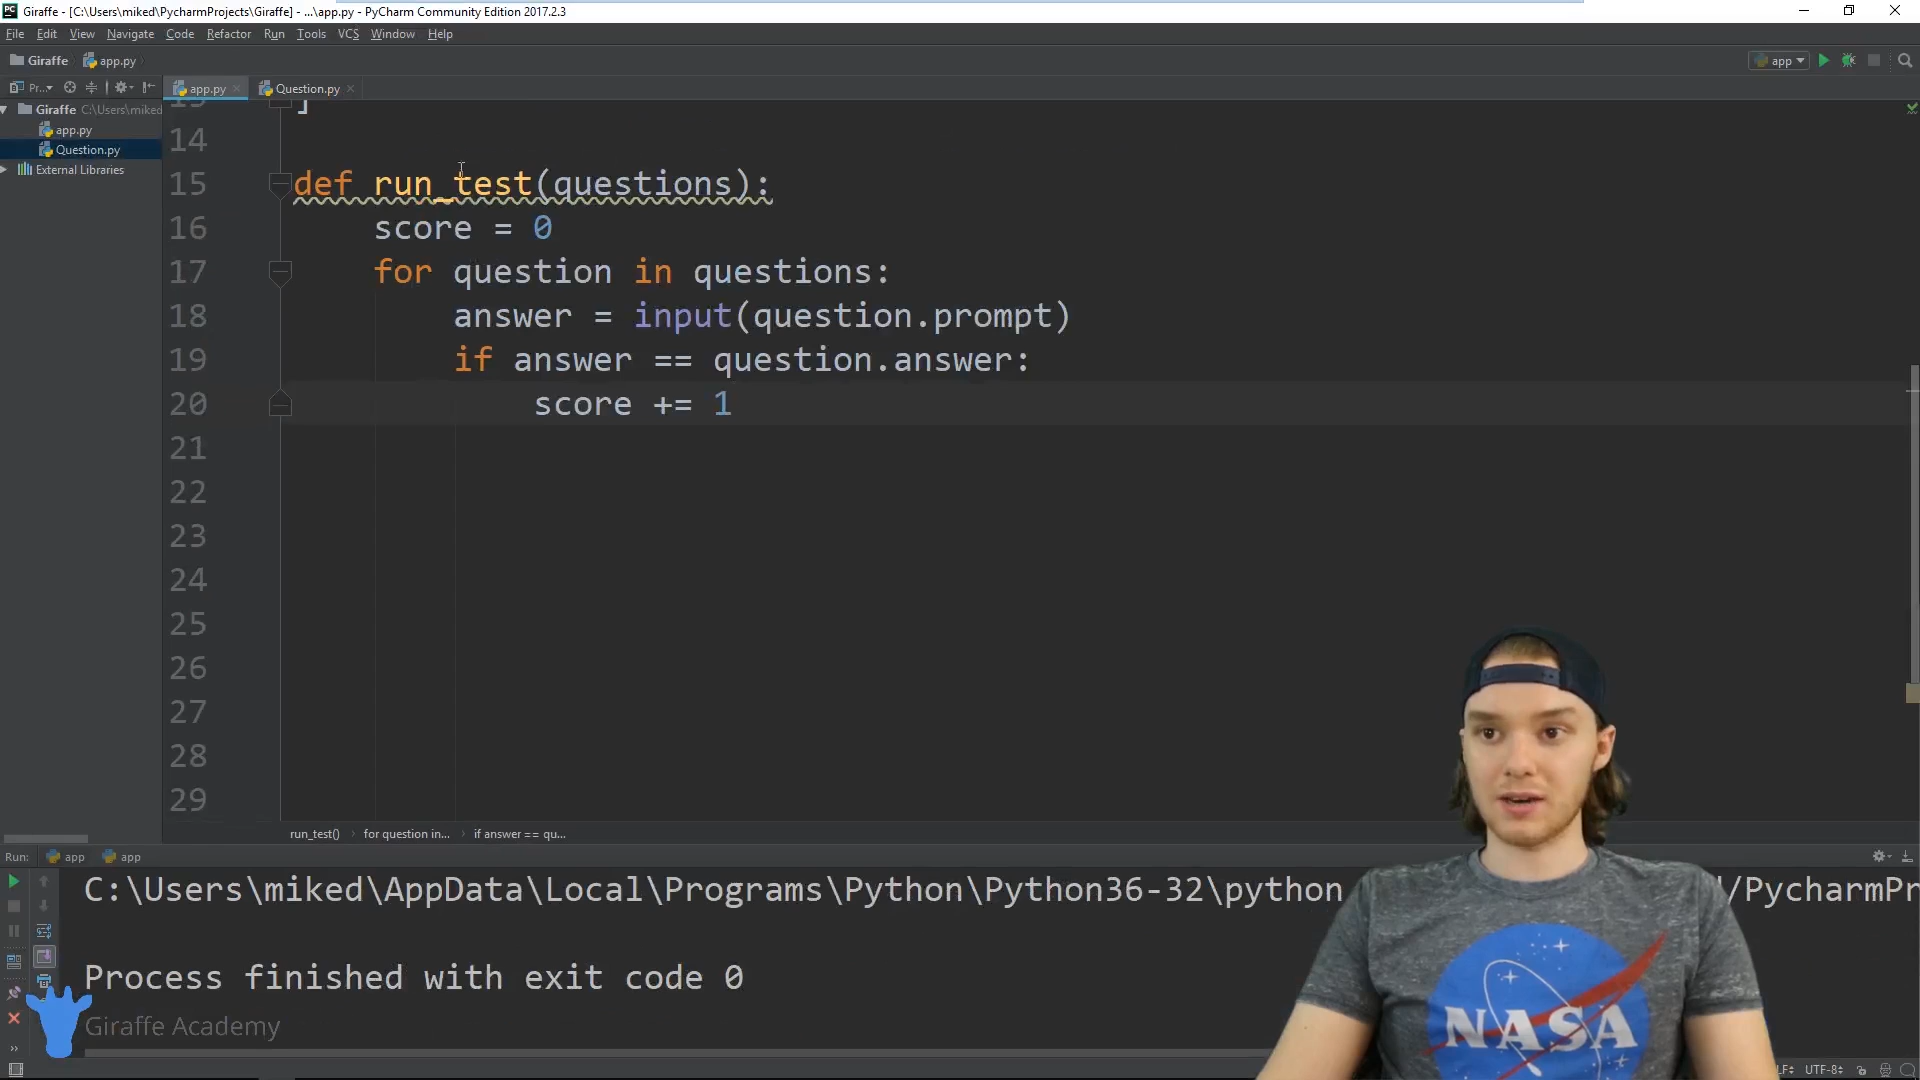 Giraffe - [C:\Users\miked\PycharmProjects\Giraffe] - ...\app.py - PyCharm Community Edition 2017.2.3
File Edit View Navigate Code Refactor Run Tools VCS Window Help
Giraffe app.py
app
Pr...
app.py
Question.py
Giraffe C:\Users\miked
app.py
Question.py
External Libraries
13 ]
14
15 def run_test(questions):
16 score = 0
17 for question in questions:
18 answer = input(question.prompt)
19 if answer == question.answer:
20 score += 1
21
22
23
24
25
26
27
28
29
run_test() for question in... if answer == qu...
Run: app app
C:\Users\miked\AppData\Local\Programs\Python\Python36-32\python /PycharmPr
Process finished with exit code 0
Giraffe Academy
NASA
UTF-8